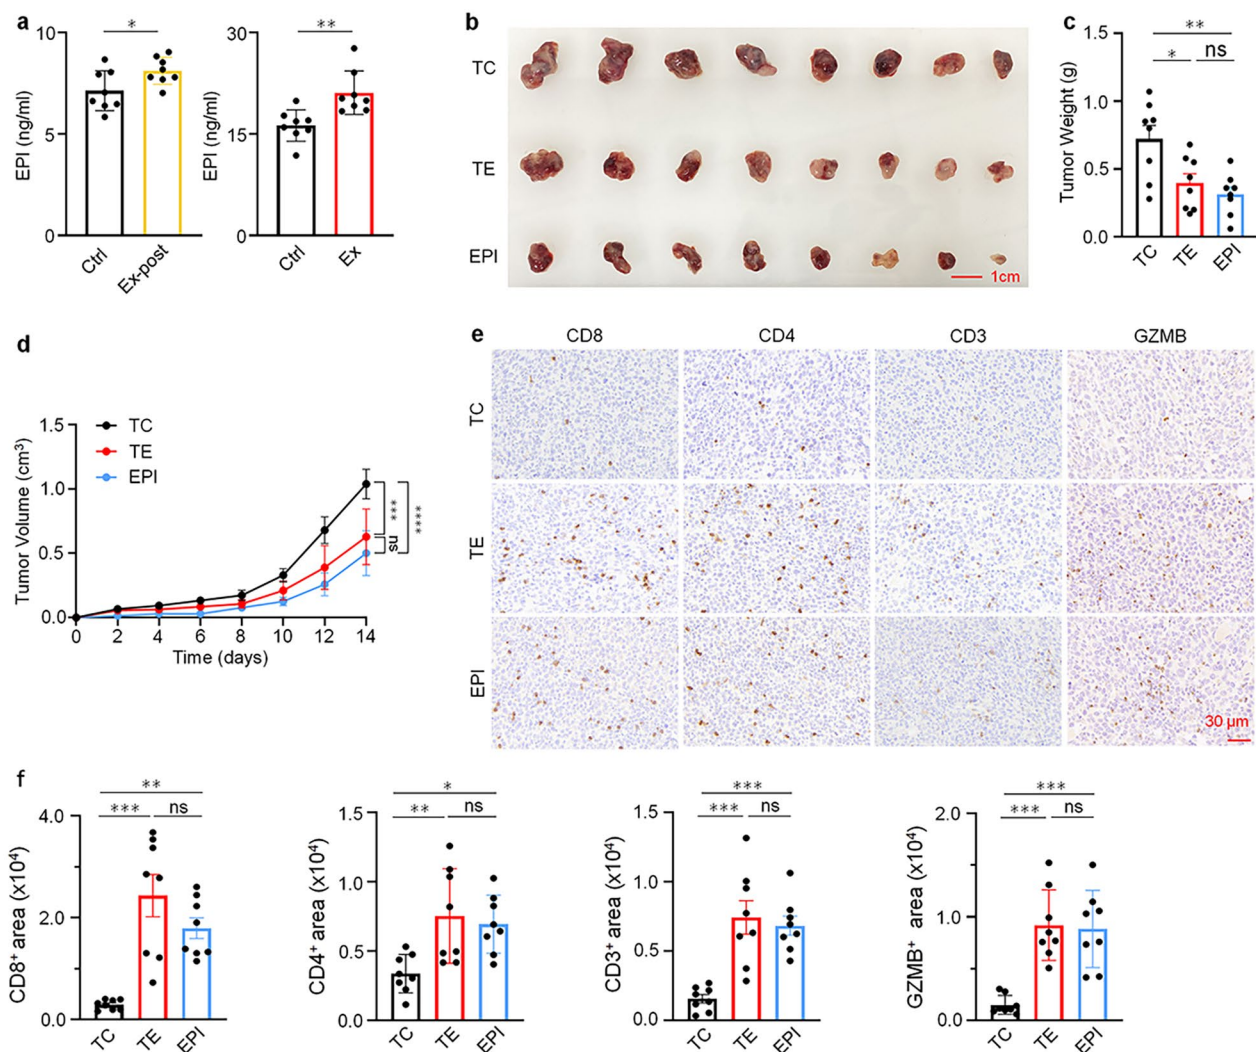 a
*
EPI (ng/ml)
10
5
0
Ctrl
Ex-post
**
EPI (ng/ml)
30
15
0
Ctrl
Ex
b
TC
TE
EPI
1cm
c
**
*
ns
Tumor Weight (g)
1.5
1.0
0.5
0.0
TC
TE
EPI
d
Tumor Volume (cm³)
1.5
1.0
0.5
0.0
TC
TE
EPI
***
****
ns
0
2
4
6
8
10
12
14
Time (days)
e
CD8
CD4
CD3
GZMB
TC
TE
EPI
30 μm
f
**
***
ns
CD8⁺ area (x10⁴)
4.0
2.0
0.0
TC
TE
EPI
*
**
ns
CD4⁺ area (x10⁴)
1.5
1.0
0.5
0.0
TC
TE
EPI
***
***
ns
CD3⁺ area (x10⁴)
1.5
1.0
0.5
0.0
TC
TE
EPI
***
***
ns
GZMB⁺ area (x10⁴)
2.0
1.0
0.0
TC
TE
EPI